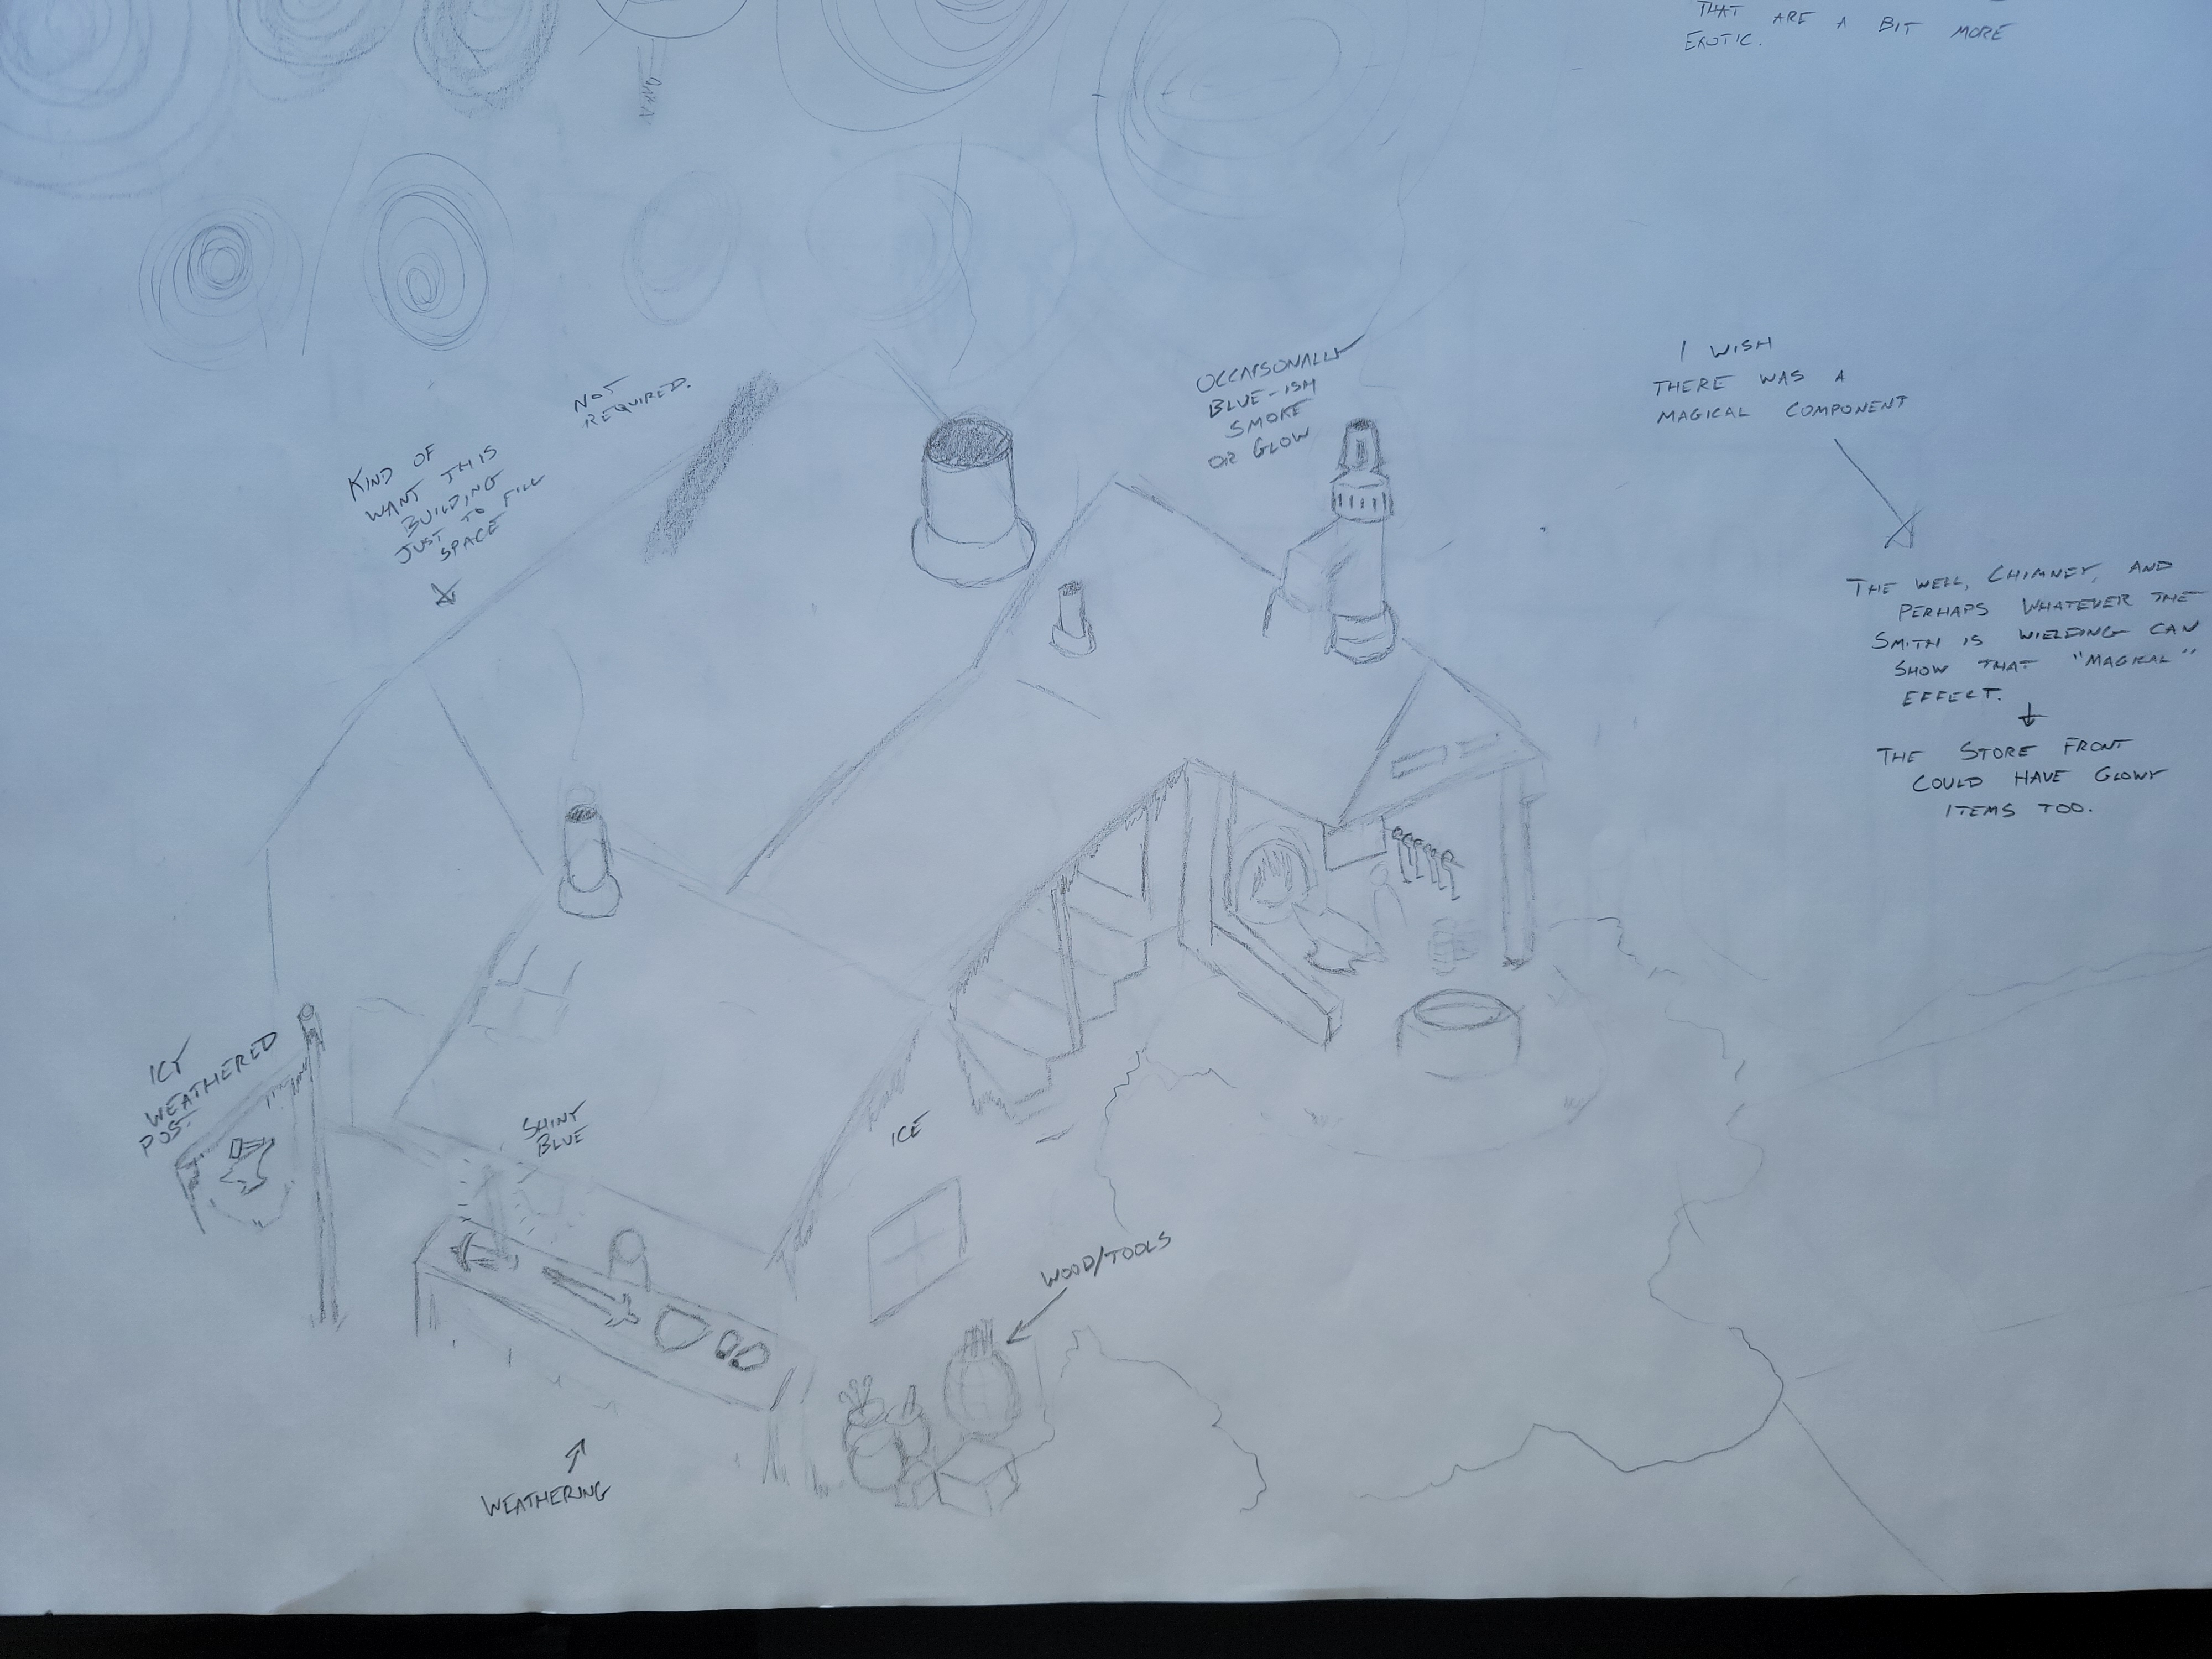 THAT ARE A BIT MORE
EXOTIC.
I WISH
THERE WAS A
MAGICAL COMPONENT
THE WELL, CHIMNEY, AND
PERHAPS WHATEVER THE
SMITH IS WIELDING CAN
SHOW THAT "MAGICAL"
EFFECT.
THE STORE FRONT
COULD HAVE GLOWY
ITEMS TOO.
OCCAISONALLY
BLUE-ISH
SMOKE
OR GLOW
NOT
REQUIRED.
KIND OF
WANT THIS
BUILDING
JUST TO FILL
SPACE
ICY
WEATHERED
POST
SHINY
BLUE
ICE
WOOD/TOOLS
WEATHERING